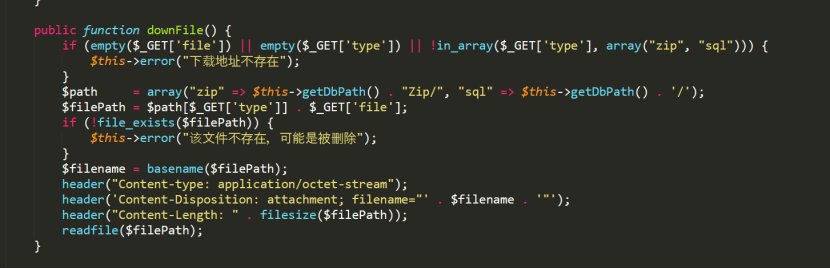 }
public function downFile() {
if (empty($_GET['file']) || empty($_GET['type']) || !in_array($_GET['type'], array("zip", "sql"))) {
$this->error("下载地址不存在");
}
$path     = array("zip" => $this->getDbPath() . "Zip/", "sql" => $this->getDbPath() . '/');
$filePath = $path[$_GET['type']] . $_GET['file'];
if (!file_exists($filePath)) {
$this->error("该文件不存在，可能是被删除");
}
$filename = basename($filePath);
header("Content-type: application/octet-stream");
header('Content-Disposition: attachment; filename="' . $filename . '"');
header("Content-Length: " . filesize($filePath));
readfile($filePath);
}